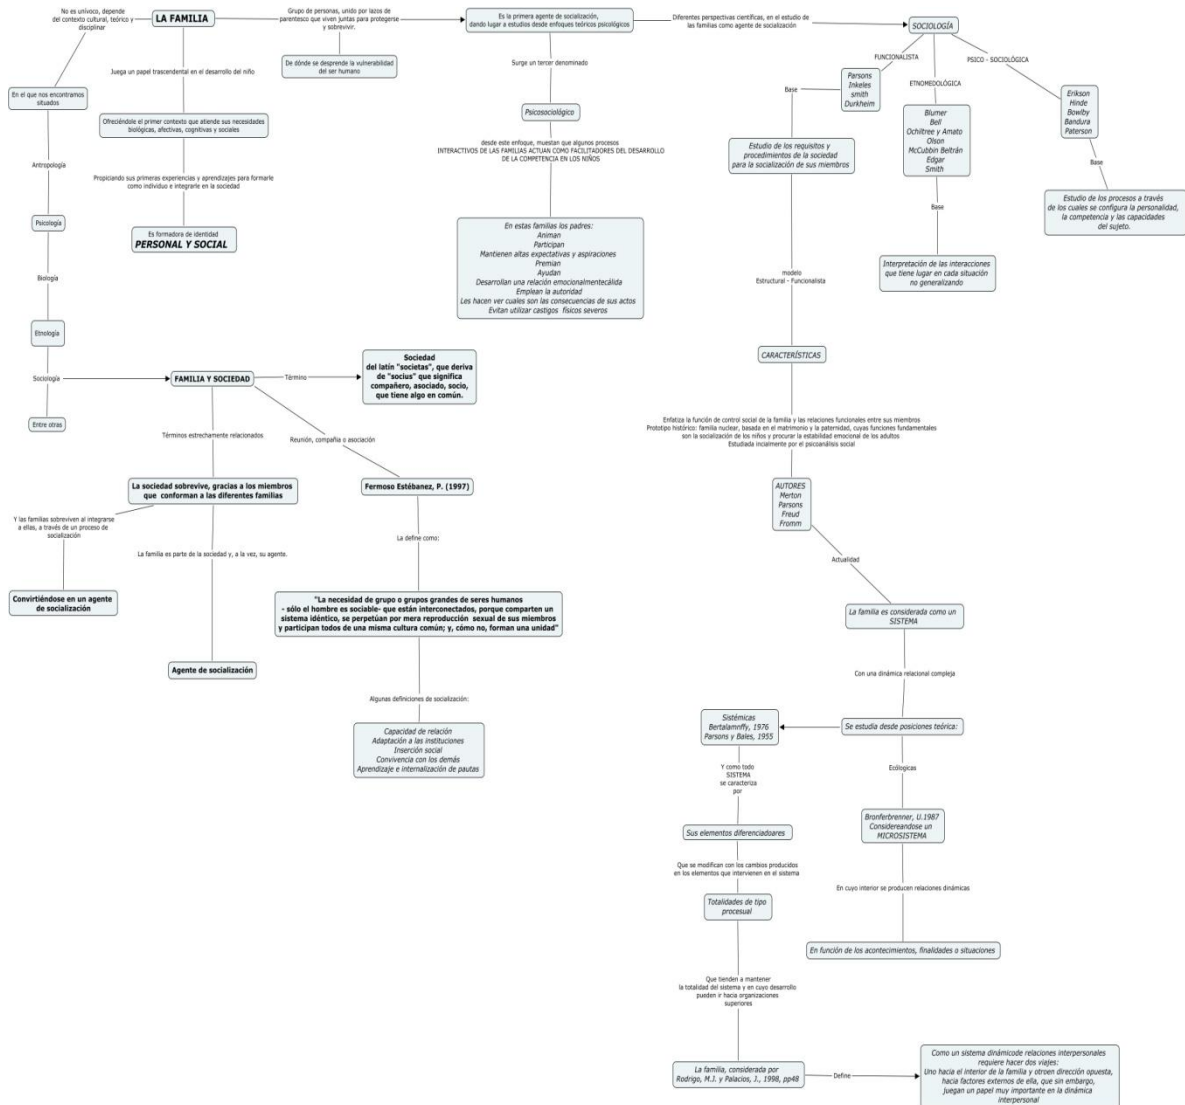 No es unívoco, depende
del contexto cultural, teórico y
disciplinar
LA FAMILIA
Grupo de personas, unido por lazos de
parentesco que viven juntas para protegerse
y sobrevivir.
Es la primera agente de socialización,
dando lugar a estudios desde enfoques teóricos psicológicos
Diferentes perspectivas científicas, en el estudio de
las familias como agente de socialización
SOCIOLOGÍA
De dónde se desprende la vulnerabilidad
del ser humano
Juega un papel trascendental en el desarrollo del niño
En el que nos encontramos
situados
Ofreciéndole el primer contexto que atiende sus necesidades
biológicas, afectivas, cognitivas y sociales
Surge un tercer denominado
Psicosociológico
desde este enfoque, muestan que algunos procesos
INTERACTIVOS DE LAS FAMILIAS ACTUAN COMO FACILITADORES DEL DESARROLLO
DE LA COMPETENCIA EN LOS NIÑOS
FUNCIONALISTA
ETNOMEDOLÓGICA
PSICO - SOCIOLÓGICA
Base
Parsons
Inkeles
smith
Durkheim
Blumer
Bell
Ochiltree y Amato
Olson
McCubbin Beltrán
Edgar
Smith
Erikson
Hinde
Bowlby
Bandura
Paterson
Estudio de los requisitos y
procedimientos de la sociedad
para la socialización de sus miembros
Base
Base
Estudio de los procesos a través
de los cuales se configura la personalidad,
la competencia y las capacidades
del sujeto.
Interpretación de las interacciones
que tiene lugar en cada situación
no generalizando
Antropología
Propiciando sus primeras experiencias y aprendizajes para formarle
como individuo e integrarle en la sociedad
Psicología
Es formadora de identidad
PERSONAL Y SOCIAL
En estas familias los padres:
Animan
Participan
Mantienen altas expectativas y aspiraciones
Premian
Ayudan
Desarrollan una relación emocionalmentecálida
Emplean la autoridad
Les hacen ver cuales son las consecuencias de sus actos
Evitan utilizar castigos físicos severos
Biología
modelo
Estructural - Funcionalista
Etnología
Sociología
FAMILIA Y SOCIEDAD
Término
Sociedad
del latín "societas", que deriva
de "socius" que significa
compañero, asociado, socio,
que tiene algo en común.
CARACTERÍSTICAS
Entre otras
Términos estrechamente relacionados
Reunión, compañia o asociación
Enfatiza la función de control social de la familia y las relaciones funcionales entre sus miembros
Prototipo histórico: familia nuclear, basada en el matrimonio y la paternidad, cuyas funciones fundamentales
son la socialización de los niños y procurar la estabilidad emocional de los adultos
Estudiada incialmente por el psicoanálisis social
La sociedad sobrevive, gracias a los miembros
que conforman a las diferentes familias
Fermoso Estébanez, P. (1997)
AUTORES
Merton
Parsons
Freud
Fromm
Y las familias sobreviven al integrarse
a ellas, a través de un proceso de
socialización
La familia es parte de la sociedad y, a la vez, su agente.
La define como:
Actualidad
Convirtiéndose en un agente
de socialización
"La necesidad de grupo o grupos grandes de seres humanos
- sólo el hombre es sociable- que están interconectados, porque comparten un
sistema idéntico, se perpetúan por mera reproducción sexual de sus miembros
y participan todos de una misma cultura común; y, cómo no, forman una unidad"
La familia es considerada como un
SISTEMA
Agente de socialización
Con una dinámica relacional compleja
Algunas definiciones de socialización:
Capacidad de relación
Adaptación a las instituciones
Inserción social
Convivencia con los demás
Aprendizaje e internalización de pautas
Sistémicas
Bertalamnffy, 1976
Parsons y Bales, 1955
Se estudia desde posiciones teórica:
Y como todo
SISTEMA
se caracteriza
por
Ecólogicas
Sus elementos diferenciadoares
Bronferbrenner, U.1987
Considereandose un
MICROSISTEMA
Que se modifican con los cambios producidos
en los elementos que intervienen en el sistema
En cuyo interior se producen relaciones dinámicas
Totalidades de tipo
procesual
En función de los acontecimientos, finalidades o situaciones
Que tienden a mantener
la totalidad del sistema y en cuyo desarrollo
pueden ir hacia organizaciones
superiores
La familia, considerada por
Rodrigo, M.J. y Palacios, J., 1998, pp48
Define
Como un sistema dinámicode relaciones interpersonales
requiere hacer dos viajes:
Uno hacia el interior de la familia y otroen dirección opuesta,
hacia factores externos de ella, que sin embargo,
juegan un papel muy importante en la dinámica
interpersonal